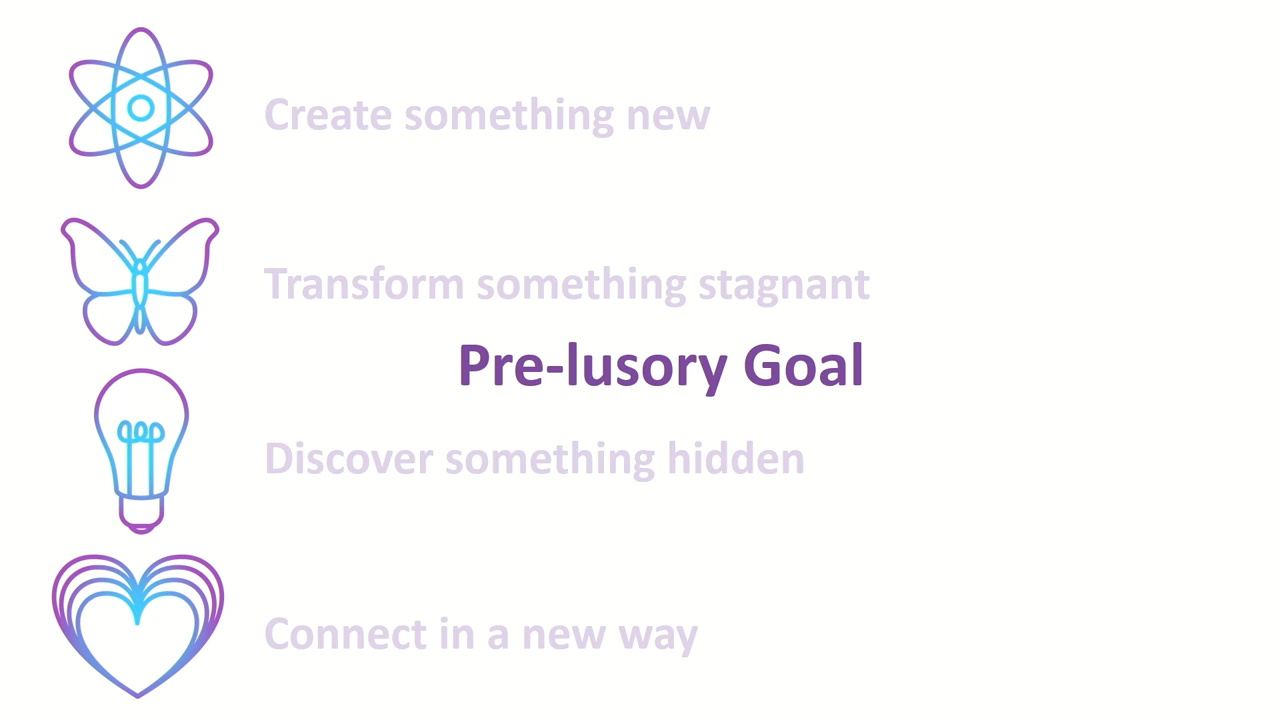 Create something new
Transform something stagnant
Pre-lusory Goal
Discover something hidden
Connect in a new way